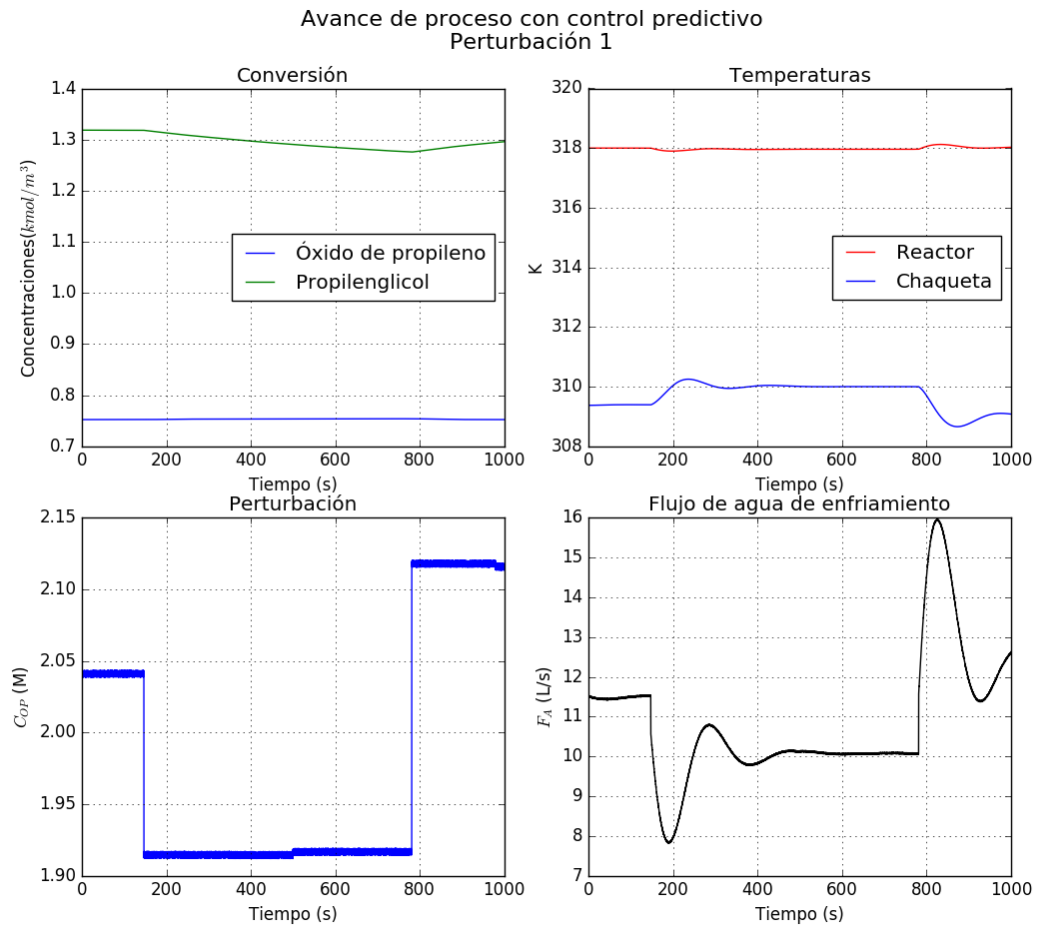 Avance de proceso con control predictivo
Perturbación 1
Conversión
1.4
1.3
1.2
1.1
1.0
0.9
0.8
0.7
Concentraciones(kmol/m³)
Óxido de propileno
Propilenglicol
0 200 400 600 800 1000
Tiempo (s)
Temperaturas
320
318
316
314
312
310
308
K
Reactor
Chaqueta
0 200 400 600 800 1000
Tiempo (s)
Perturbación
2.15
2.10
2.05
2.00
1.95
1.90
C_OP (M)
0 200 400 600 800 1000
Tiempo (s)
Flujo de agua de enfriamiento
16
15
14
13
12
11
10
9
8
7
F_A (L/s)
0 200 400 600 800 1000
Tiempo (s)